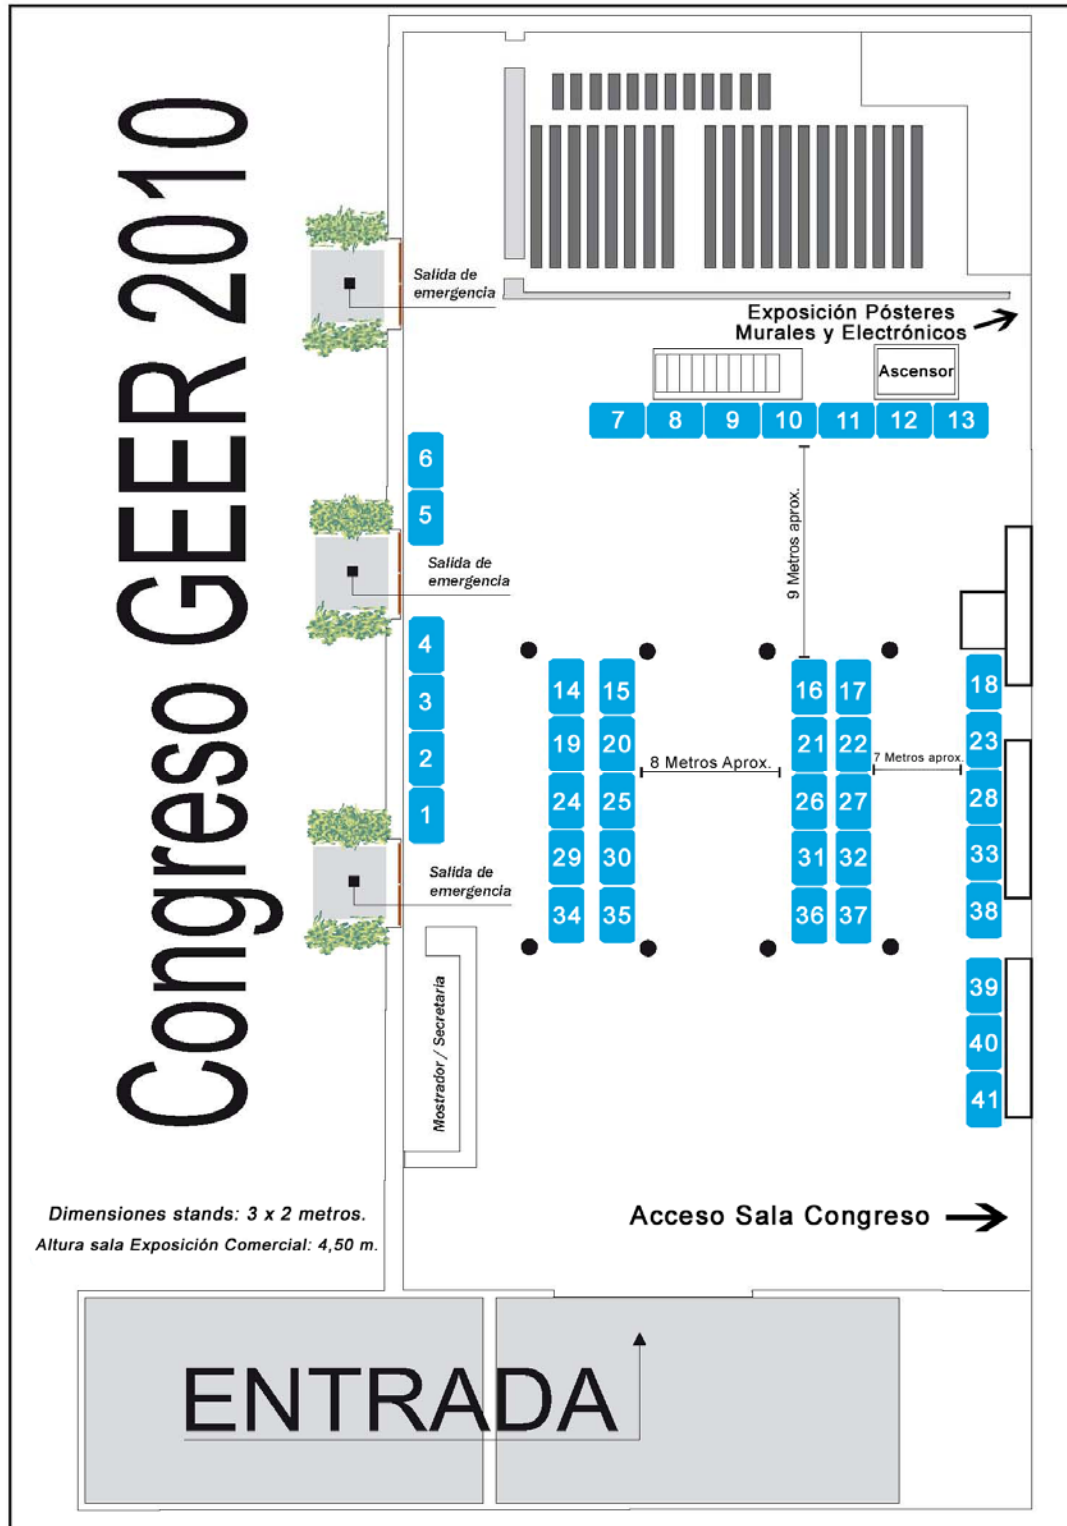 Congreso GEER 2010
Salida de
emergencia
Exposición Pósteres
Murales y Electrónicos
Ascensor
7 8 9 10 11 12 13
6
5
9 Metros aprox.
Salida de
emergencia
4
3
2
1
14 15 16 17 18
19 20 21 22 23
8 Metros Aprox.
7 Metros aprox.
24 25 26 27 28
29 30 31 32 33
34 35 36 37 38
Salida de
emergencia
39
40
41
Mostrador / Secretaria
Dimensiones stands: 3 x 2 metros.
Altura sala Exposición Comercial: 4,50 m.
Acceso Sala Congreso
ENTRADA